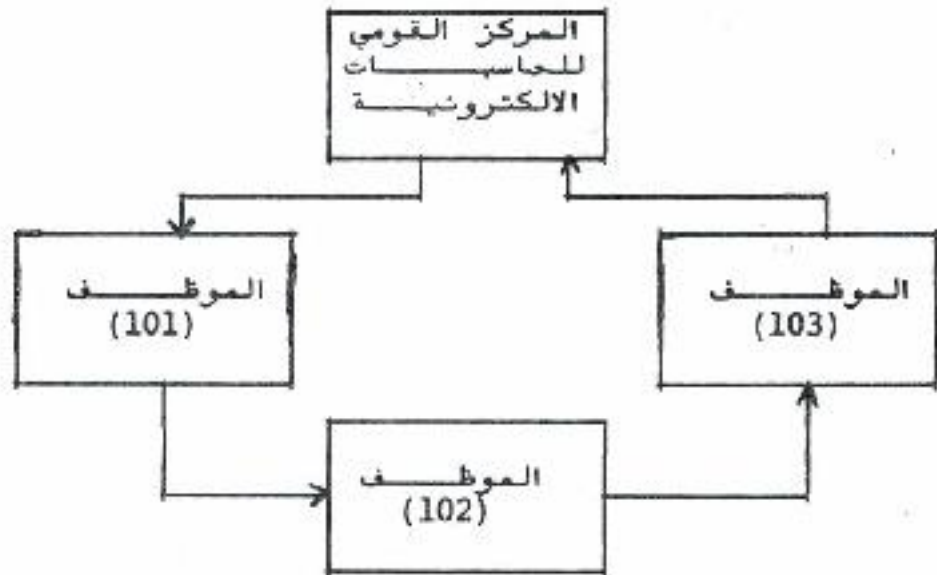 المركز القومي
للحاسبات
الالكترونية
الموظف
(101)
الموظف
(103)
الموظف
(102)